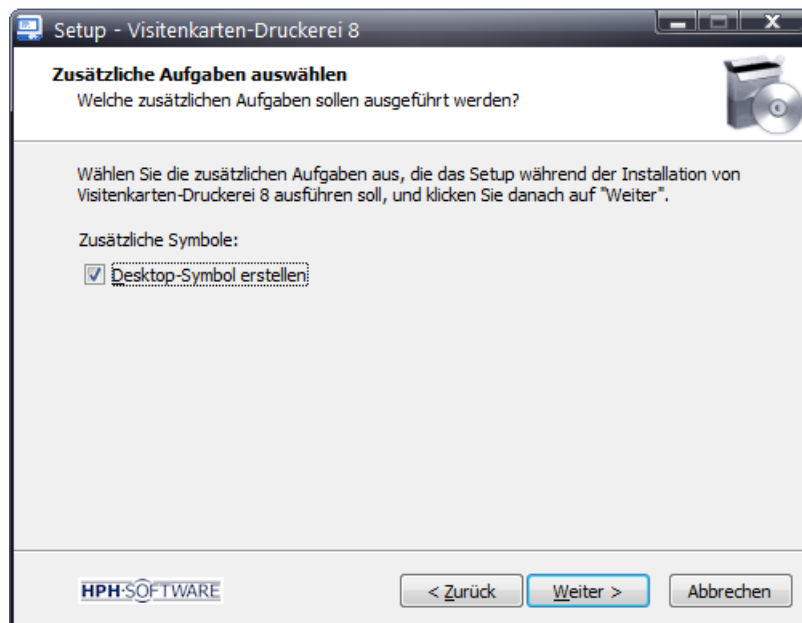 Setup - Visitenkarten-Druckerei 8
Zusätzliche Aufgaben auswählen
Welche zusätzlichen Aufgaben sollen ausgeführt werden?
Wählen Sie die zusätzlichen Aufgaben aus, die das Setup während der Installation von
Visitenkarten-Druckerei 8 ausführen soll, und klicken Sie danach auf "Weiter".
Zusätzliche Symbole:
Desktop-Symbol erstellen
HPH·SOFTWARE
< Zurück
Weiter >
Abbrechen